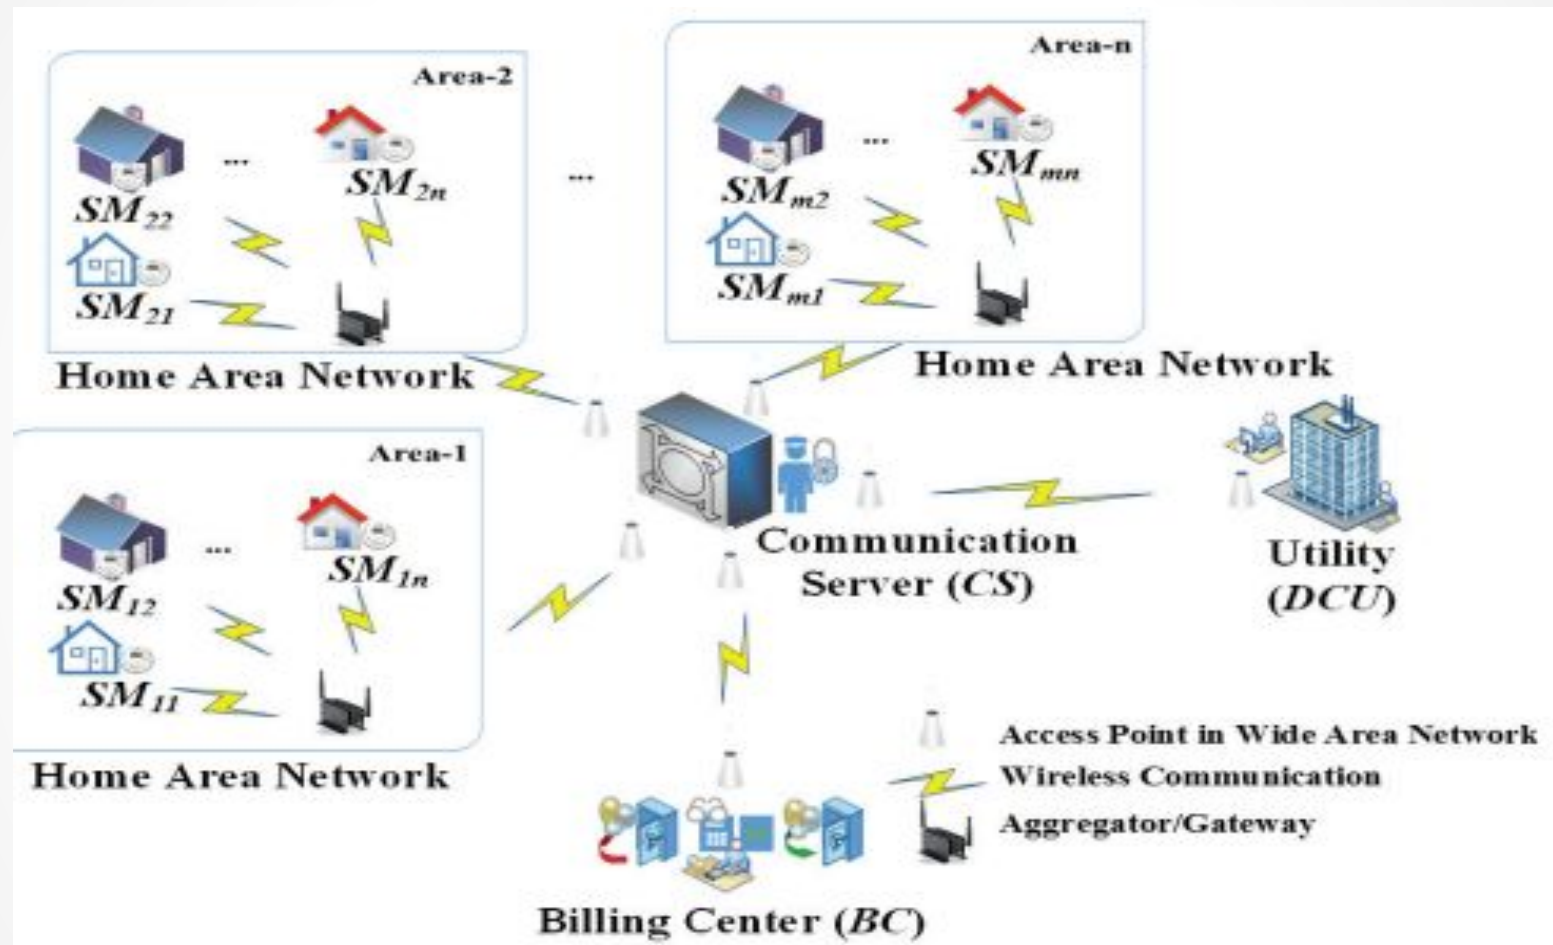 Area-2
SM22
...
SM2n
SM21
Home Area Network
...
Area-n
SMm2
...
SMmn
SMm1
Home Area Network
Area-1
SM12
...
SM1n
SM11
Home Area Network
Communication
Server (CS)
Utility
(DCU)
Billing Center (BC)
Access Point in Wide Area Network
Wireless Communication
Aggregator/Gateway